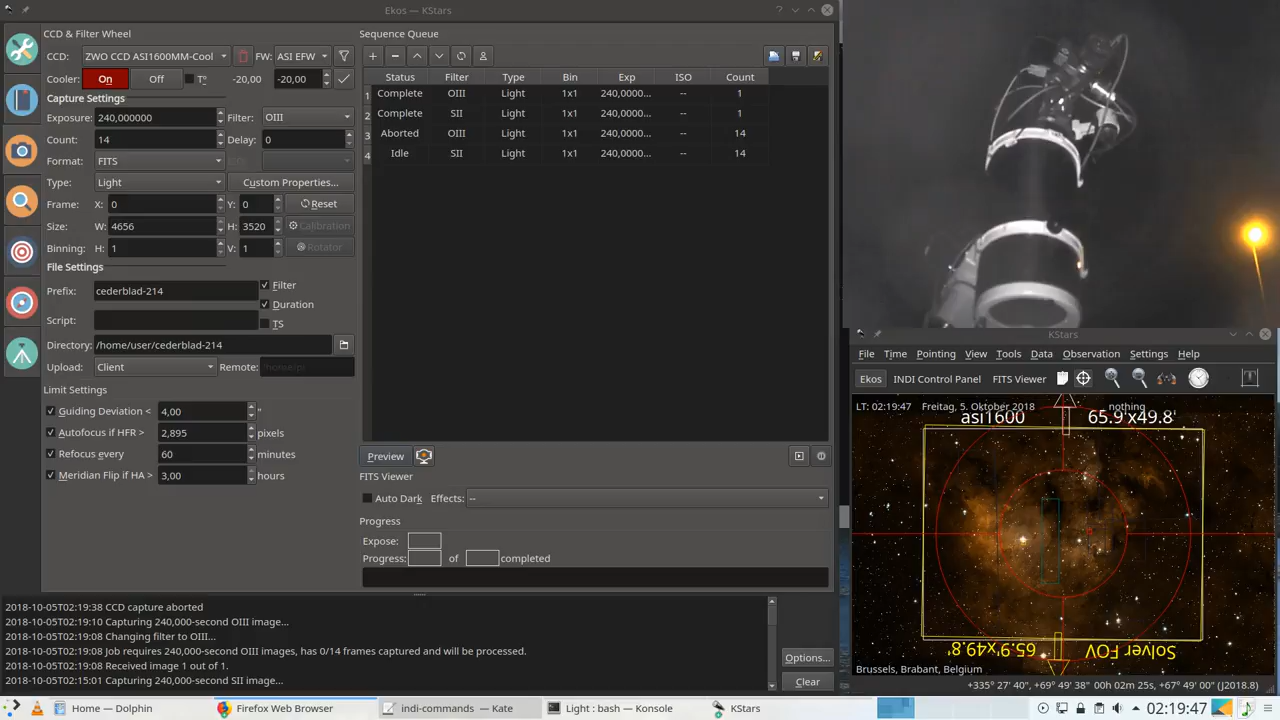 Ekos — KStars
CCD & Filter Wheel
CCD: ZWO CCD ASI1600MM-Cool FW: ASI EFW
Cooler: On Off T° -20,00 -20,00
Capture Settings
Exposure: 240,000000 Filter: OIII
Count: 14 Delay: 0
Format: FITS
Type: Light Custom Properties...
Frame: X: 0 Y: 0 Reset
Size: W: 4656 H: 3520 Calibration
Binning: H: 1 V: 1 Rotator
File Settings
Prefix: cederblad-214 Filter
Duration
Script: TS
Directory: /home/user/cederblad-214
Upload: Client Remote: /home/pi
Limit Settings
Guiding Deviation < 4,00 "
Autofocus if HFR > 2,895 pixels
Refocus every 60 minutes
Meridian Flip if HA > 3,00 hours
Sequence Queue
Status Filter Type Bin Exp ISO Count
1 Complete OIII Light 1x1 240,0000... -- 1
2 Complete SII Light 1x1 240,0000... -- 1
3 Aborted OIII Light 1x1 240,0000... -- 14
4 Idle SII Light 1x1 240,0000... -- 14
Preview
FITS Viewer
Auto Dark Effects: --
Progress
Expose:
Progress: of completed
2018-10-05T02:19:38 CCD capture aborted
2018-10-05T02:19:10 Capturing 240,000-second OIII image...
2018-10-05T02:19:08 Changing filter to OIII...
2018-10-05T02:19:08 Job requires 240,000-second OIII images, has 0/14 frames captured and will be processed.
2018-10-05T02:19:08 Received image 1 out of 1.
2018-10-05T02:15:01 Capturing 240,000-second SII image...
Options...
Clear
KStars
File Time Pointing View Tools Data Observation Settings Help
Ekos INDI Control Panel FITS Viewer
LT: 02:19:47 Freitag, 5. Oktober 2018 nothing
asi1600 65.9'x49.8'
65.9'x49.8' Solver FOV
Brussels, Brabant, Belgium
+335° 27' 40", +69° 49' 38" 00h 02m 25s, +67° 49' 00" (J2018.8)
Home — Dolphin Firefox Web Browser indi-commands — Kate Light : bash — Konsole KStars 02:19:47